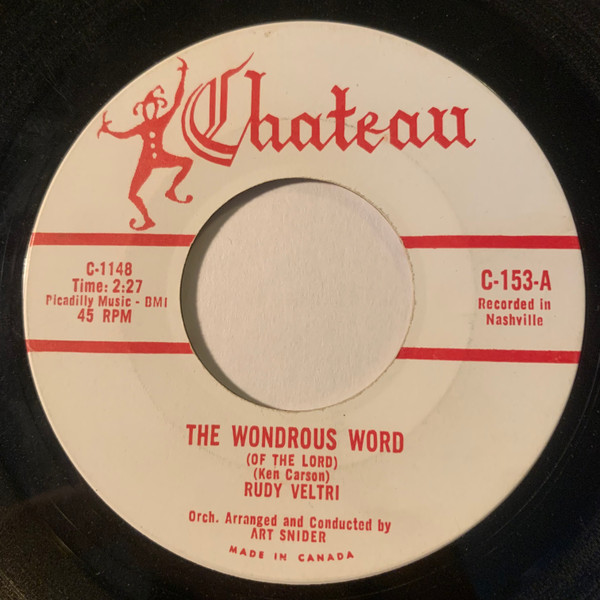 Chateau
C-1148
Time: 2:27
Picadilly Music - BMI
45 RPM
C-153-A
Recorded in
Nashville
THE WONDROUS WORD
(OF THE LORD)
(Ken Carson)
RUDY VELTRI
Orch. Arranged and Conducted by
ART SNIDER
MADE IN CANADA